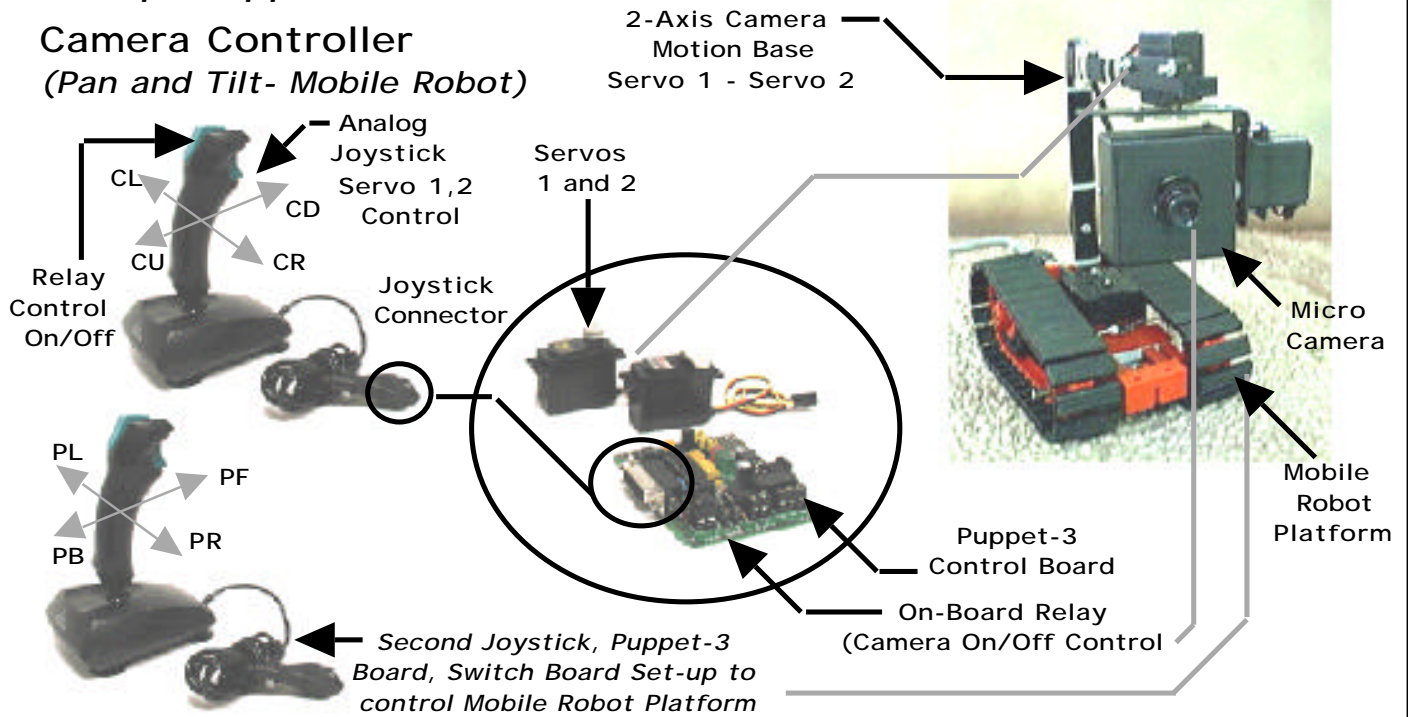 Camera Controller
(Pan and Tilt- Mobile Robot)
2-Axis Camera
Motion Base
Servo 1 - Servo 2
Analog
Joystick
Servo 1,2
Control
Servos
1 and 2
CL
CD
CU
CR
Relay
Control
On/Off
Joystick
Connector
Micro
Camera
PL
PF
PB
PR
Mobile
Robot
Platform
Puppet-3
Control Board
On-Board Relay
(Camera On/Off Control
Second Joystick, Puppet-3
Board, Switch Board Set-up to
control Mobile Robot Platform